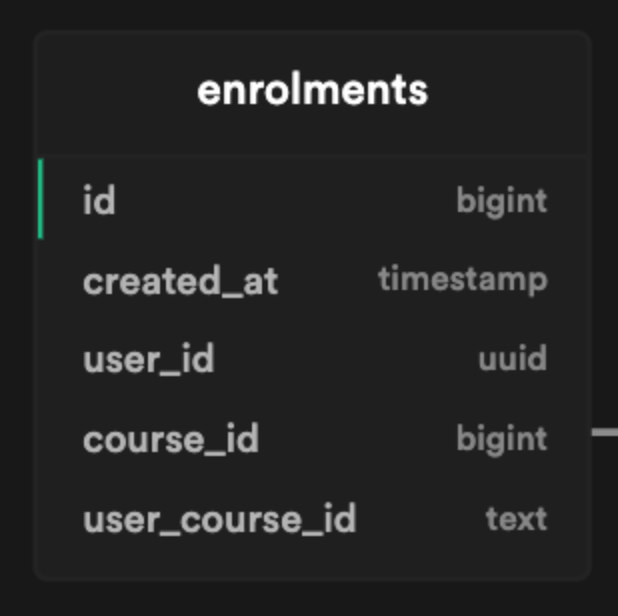 enrolments
id bigint
created_at timestamp
user_id uuid
course_id bigint
user_course_id text